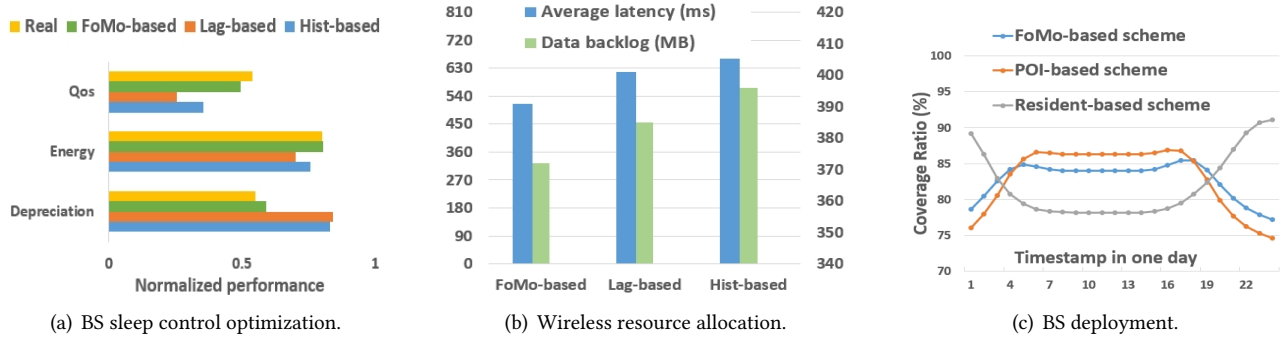 Real FoMo-based Lag-based Hist-based
Qos
Energy
Depreciation
0 0.5 1
Normalized performance
(a) BS sleep control optimization.
Average latency (ms)
Data backlog (MB)
810
720
630
540
450
360
270
180
90
0
420
410
400
390
380
370
360
350
340
FoMo-based Lag-based Hist-based
(b) Wireless resource allocation.
FoMo-based scheme
POI-based scheme
Resident-based scheme
Coverage Ratio (%)
100
95
90
85
80
75
70
Timestamp in one day
1 4 7 10 13 16 19 22
(c) BS deployment.